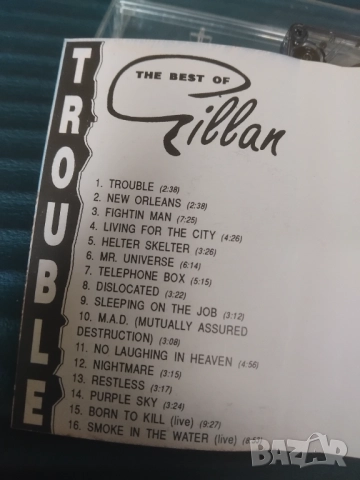 TROUBLE
THE BEST OF
Gillan
1. TROUBLE (2:38)
2. NEW ORLEANS (2:38)
3. FIGHTIN MAN (7:25)
4. LIVING FOR THE CITY (4:26)
5. HELTER SKELTER (3:26)
6. MR. UNIVERSE (6:14)
7. TELEPHONE BOX (5:15)
8. DISLOCATED (3:22)
9. SLEEPING ON THE JOB (3:12)
10. M.A.D. (MUTUALLY ASSURED
DESTRUCTION) (3:08)
11. NO LAUGHING IN HEAVEN (4:56)
12. NIGHTMARE (3:15)
13. RESTLESS (3:17)
14. PURPLE SKY (3:24)
15. BORN TO KILL (live) (9:27)
16. SMOKE IN THE WATER (live)
BAZAR